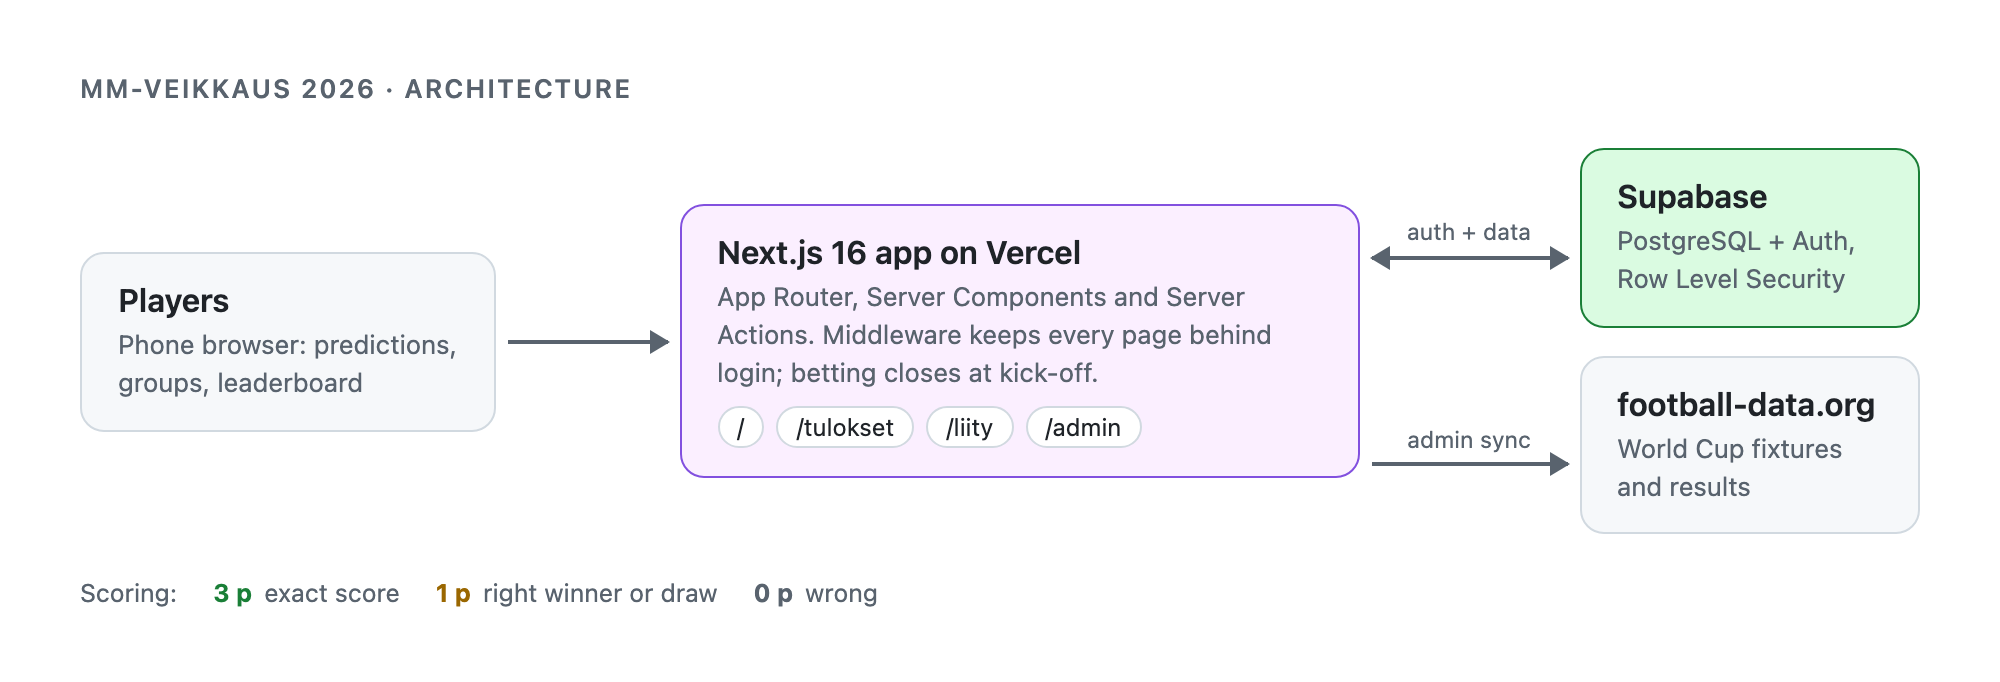 MM-VEIKKAUS 2026 · ARCHITECTURE
Players
Phone browser: predictions,
groups, leaderboard
Next.js 16 app on Vercel
App Router, Server Components and Server
Actions. Middleware keeps every page behind
login; betting closes at kick-off.
/ /tulokset /liity /admin
auth + data
admin sync
Supabase
PostgreSQL + Auth,
Row Level Security
football-data.org
World Cup fixtures
and results
Scoring: 3 p exact score 1 p right winner or draw 0 p wrong